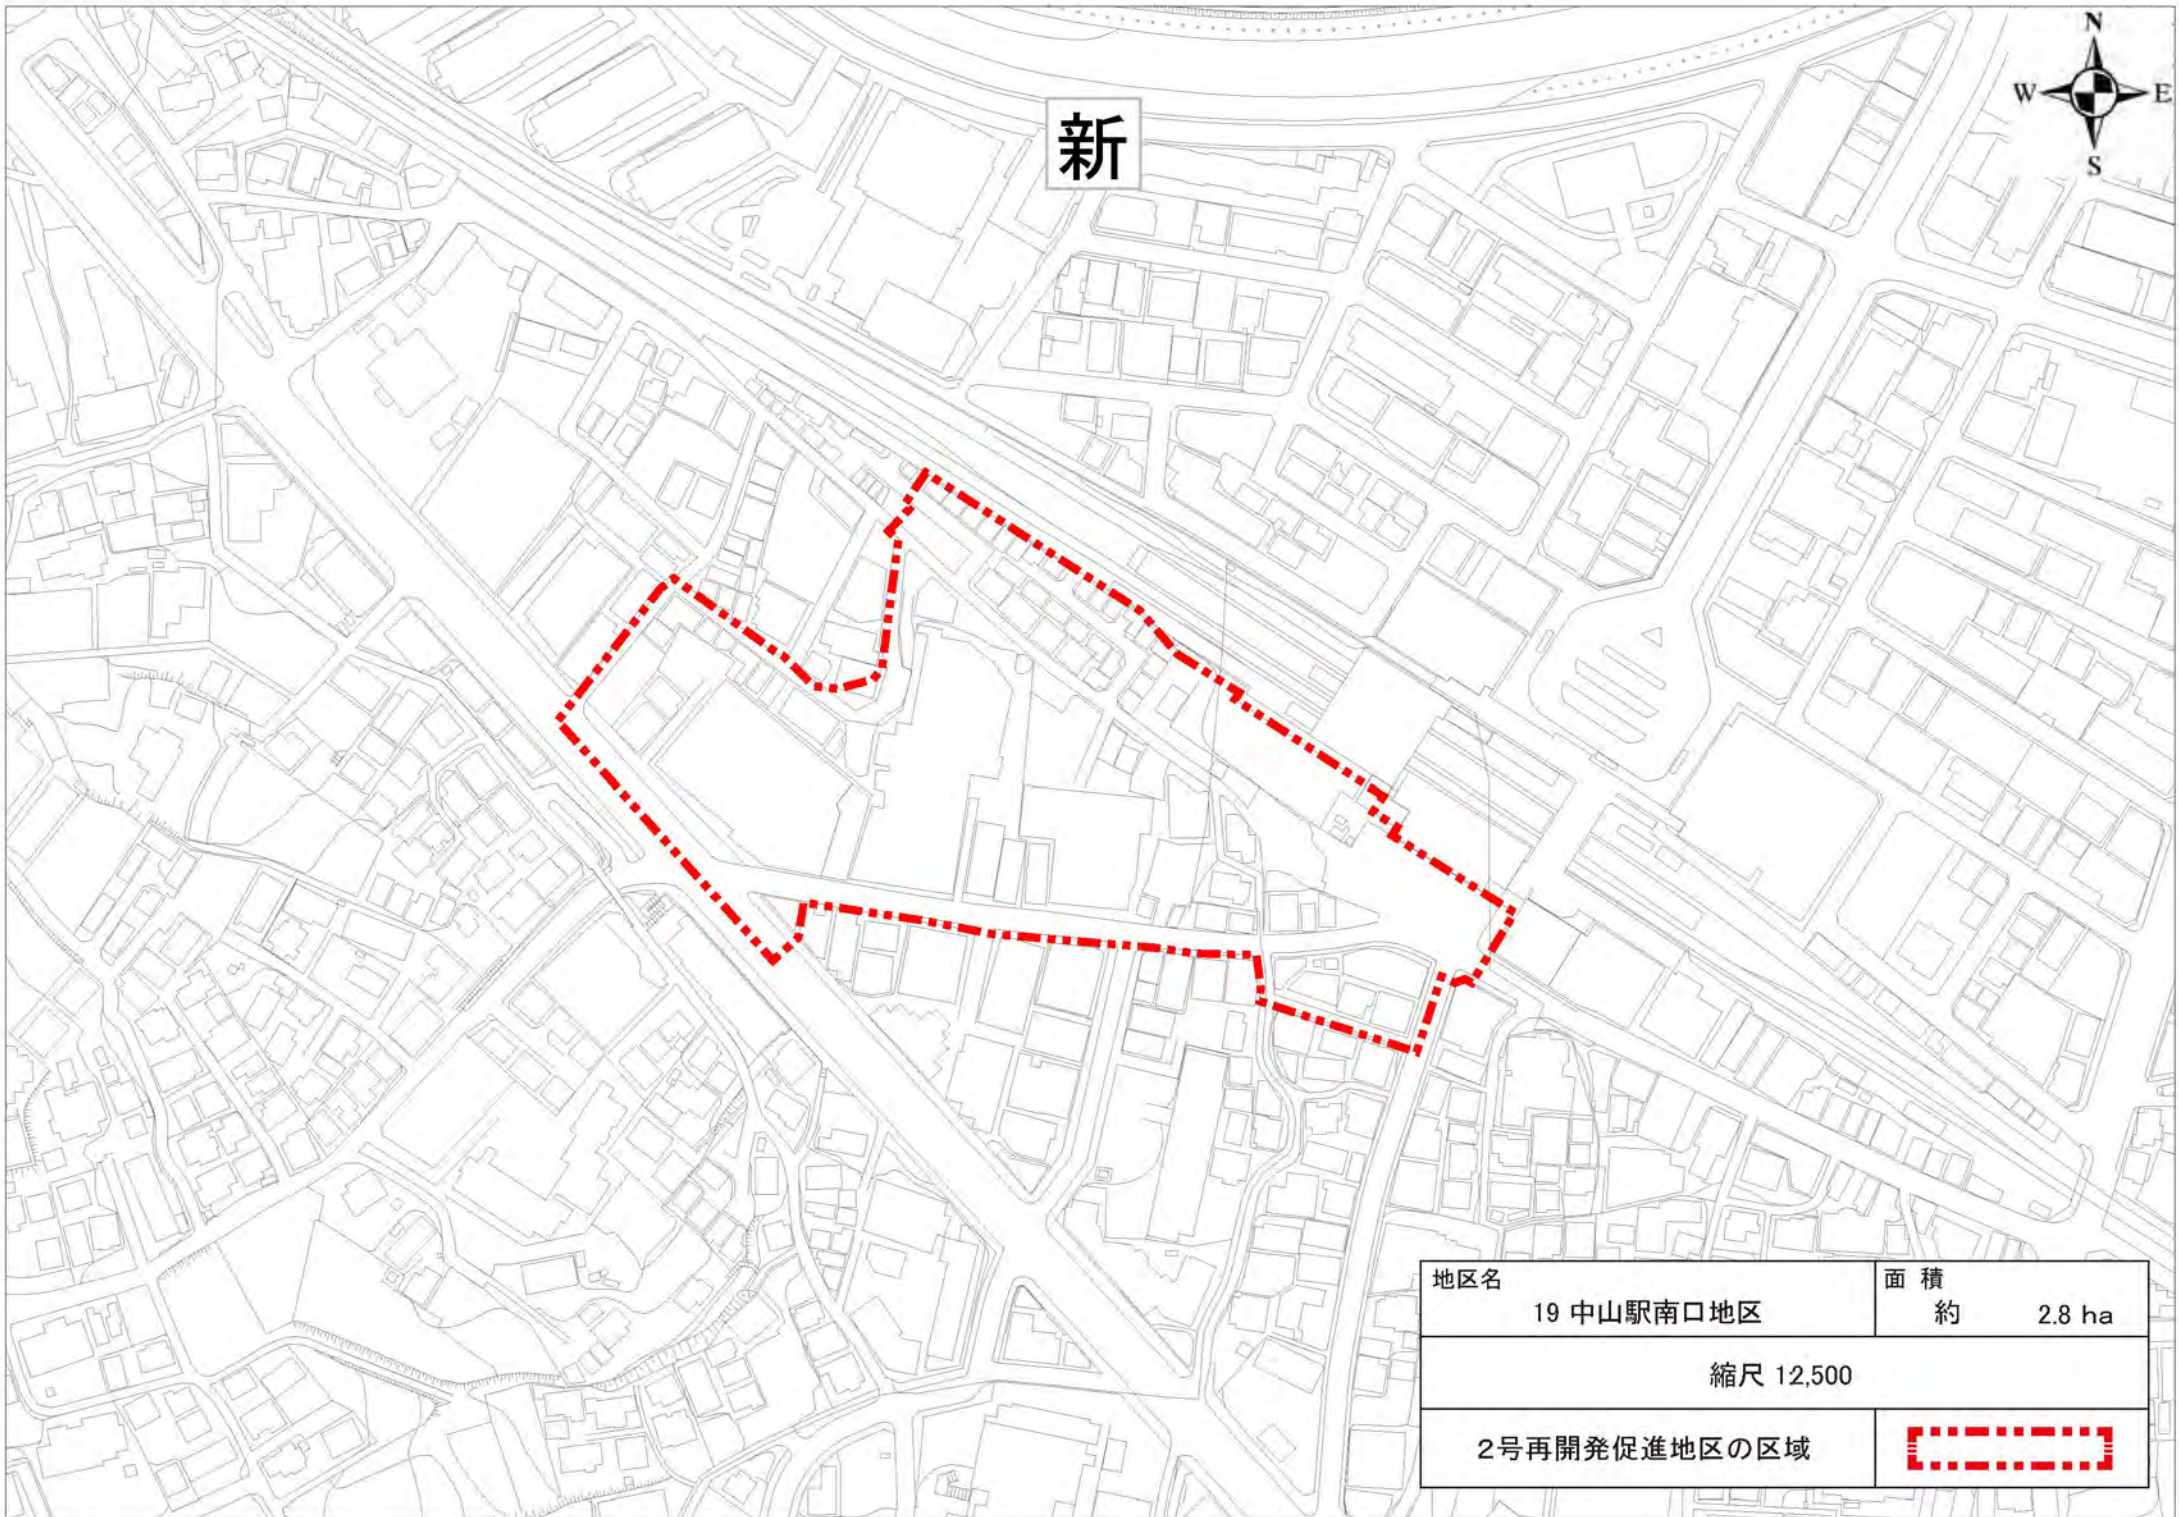 新
N
W E
S
地区名
19 中山駅南口地区
面 積
約 2.8 ha
縮尺 12,500
2号再開発促進地区の区域